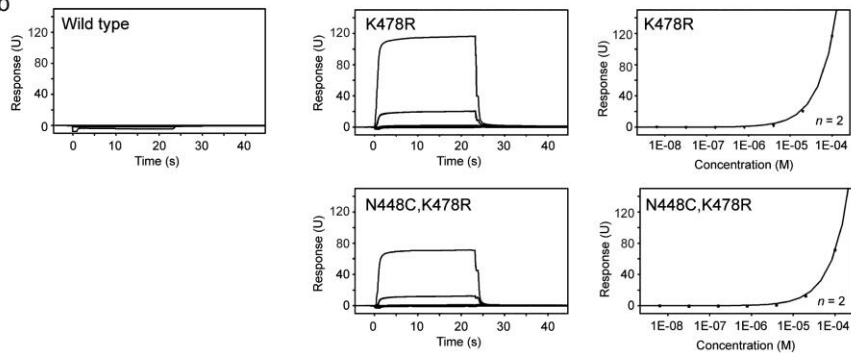 Wild type
120
80
40
0
Response (U)
0 10 20 30 40
Time (s)
K478R
120
80
40
0
Response (U)
0 10 20 30 40
Time (s)
K478R
120
80
40
0
Response (U)
n = 2
1E-08 1E-07 1E-06 1E-05 1E-04
Concentration (M)
N448C,K478R
120
80
40
0
Response (U)
0 10 20 30 40
Time (s)
N448C,K478R
120
80
40
0
Response (U)
n = 2
1E-08 1E-07 1E-06 1E-05 1E-04
Concentration (M)